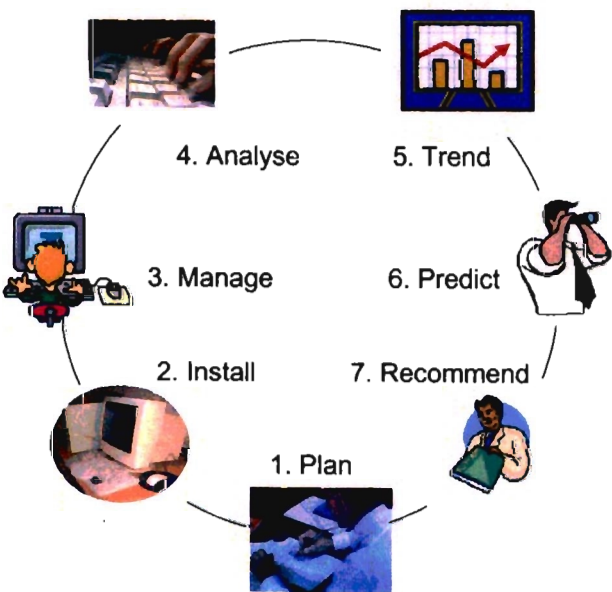 1. Plan
2. Install
3. Manage
4. Analyse
5. Trend
6. Predict
7. Recommend